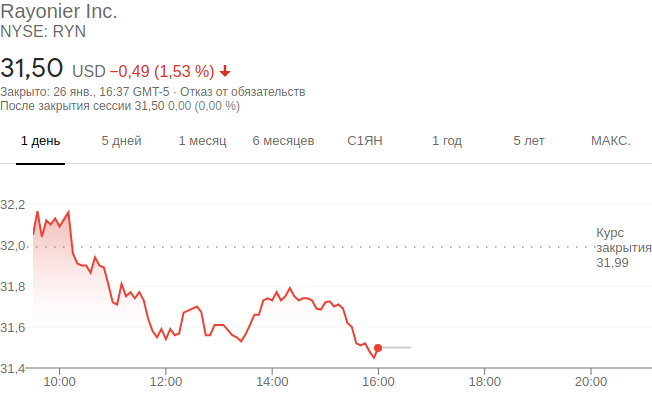 Rayonier Inc.
NYSE: RYN
31,50 USD −0,49 (1,53 %)
Закрыто: 26 янв., 16:37 GMT-5 · Отказ от обязательств
После закрытия сессии 31,50 0,00 (0,00 %)
1 день 5 дней 1 месяц 6 месяцев С1ЯН 1 год 5 лет МАКС.
32,2
32,0
31,8
31,6
31,4
Курс
закрытия
31,99
10:00 12:00 14:00 16:00 18:00 20:00